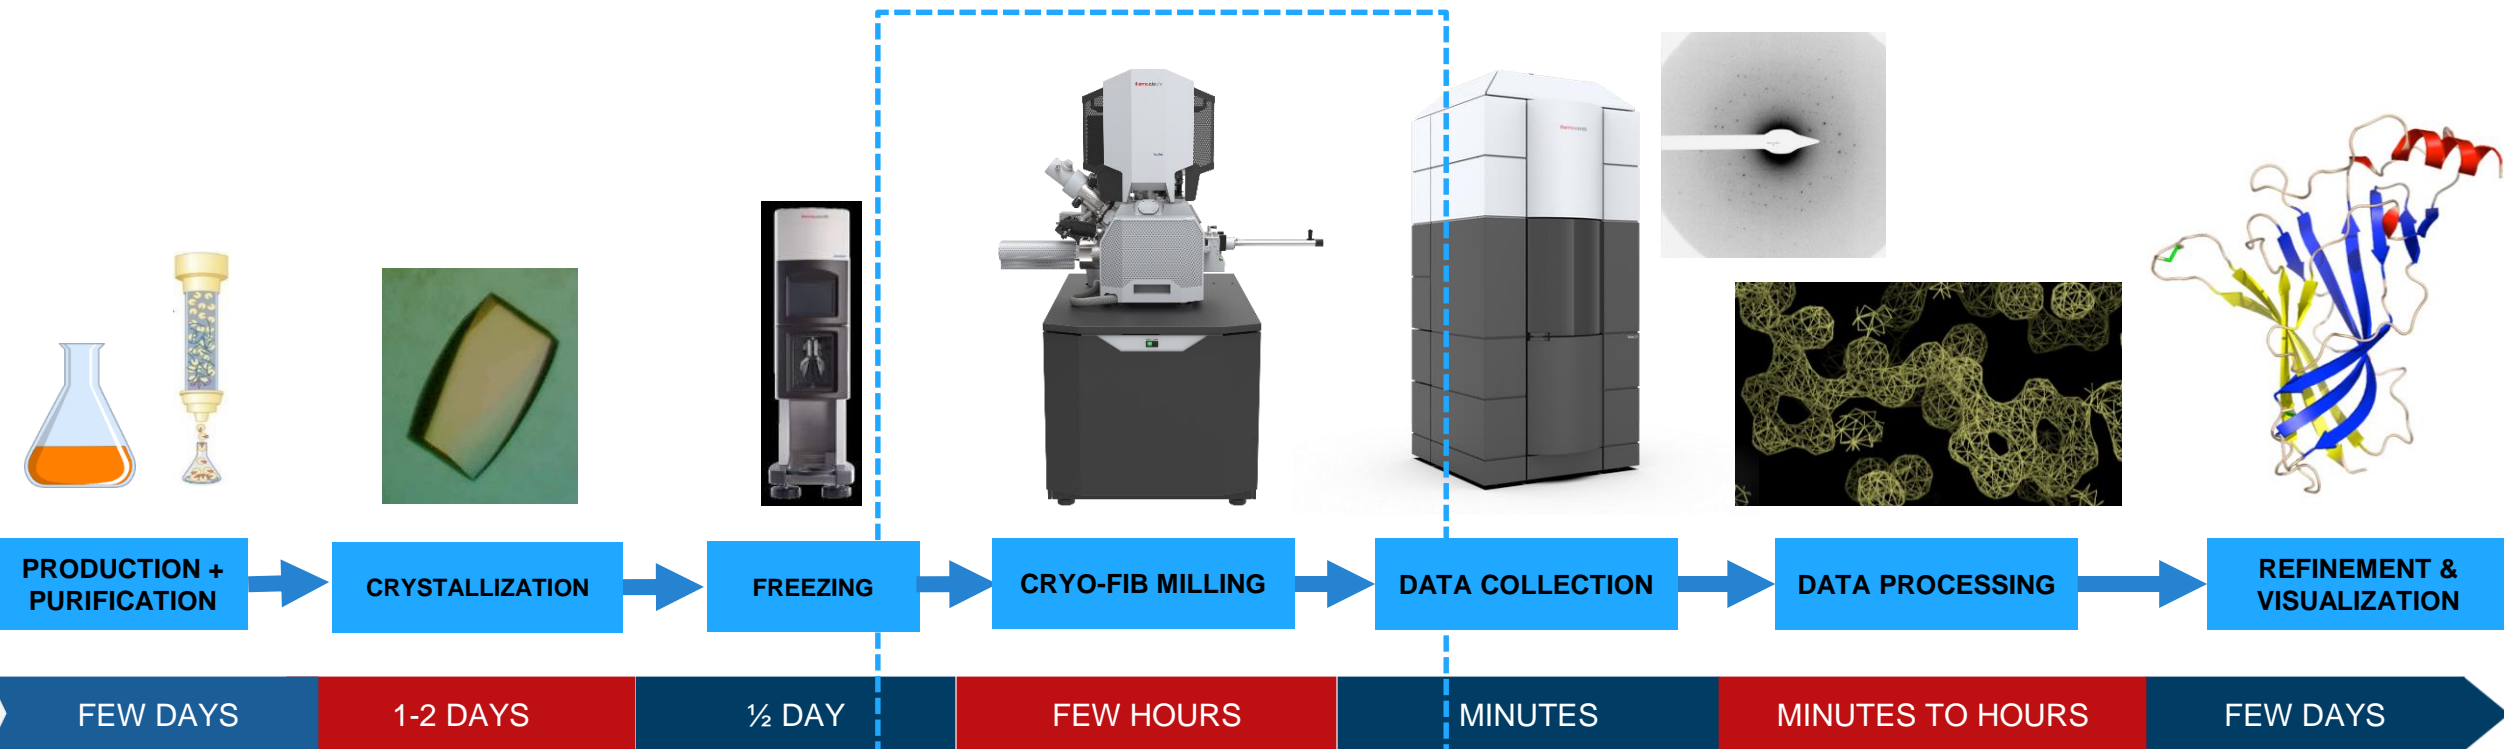 PRODUCTION +
PURIFICATION
CRYSTALLIZATION
FREEZING
CRYO-FIB MILLING
DATA COLLECTION
DATA PROCESSING
REFINEMENT &
VISUALIZATION
FEW DAYS
1-2 DAYS
½ DAY
FEW HOURS
MINUTES
MINUTES TO HOURS
FEW DAYS